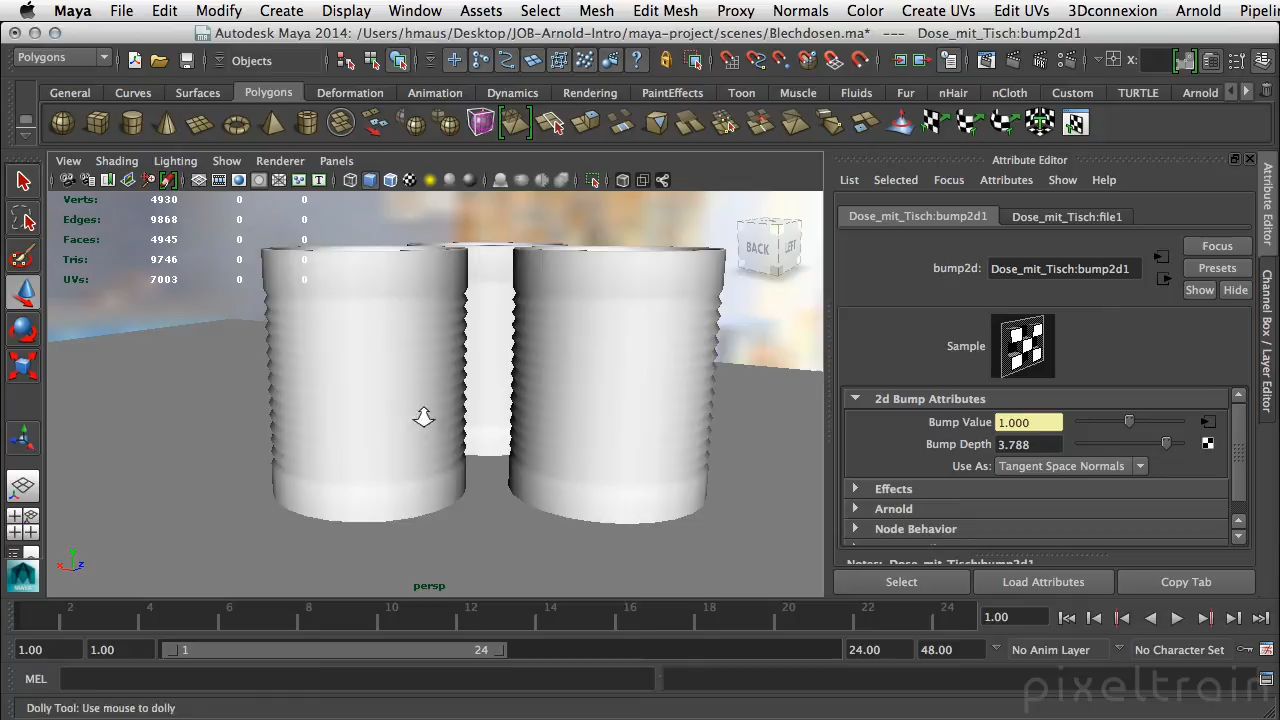 Maya File Edit Modify Create Display Window Assets Select Mesh Edit Mesh Proxy Normals Color Create UVs Edit UVs 3Dconnexion Arnold Pipelin
Autodesk Maya 2014: /Users/hmaus/Desktop/JOB-Arnold-Intro/maya-project/scenes/Blechdosen.ma* --- Dose_mit_Tisch:bump2d1
Polygons Objects X:
General Curves Surfaces Polygons Deformation Animation Dynamics Rendering PaintEffects Toon Muscle Fluids Fur nHair nCloth Custom TURTLE Arnold
View Shading Lighting Show Renderer Panels
Verts: 4930 0 0
Edges: 9868 0 0
Faces: 4945 0 0
Tris: 9746 0 0
UVs: 7003 0 0
BACK LEFT
y
x z
persp
Attribute Editor
List Selected Focus Attributes Show Help
Dose_mit_Tisch:bump2d1 Dose_mit_Tisch:file1
Focus
bump2d: Dose_mit_Tisch:bump2d1 Presets
Show Hide
Sample
2d Bump Attributes
Bump Value 1.000
Bump Depth 3.788
Use As: Tangent Space Normals
Effects
Arnold
Node Behavior
Notes: Dose_mit_Tisch:bump2d1
Select Load Attributes Copy Tab
Attribute Editor
Channel Box / Layer Editor
2 4 6 8 10 12 14 16 18 20 22 24
1.00
1.00 1.00 1 24 24.00 48.00 No Anim Layer No Character Set
MEL
Dolly Tool: Use mouse to dolly
pixeltrain